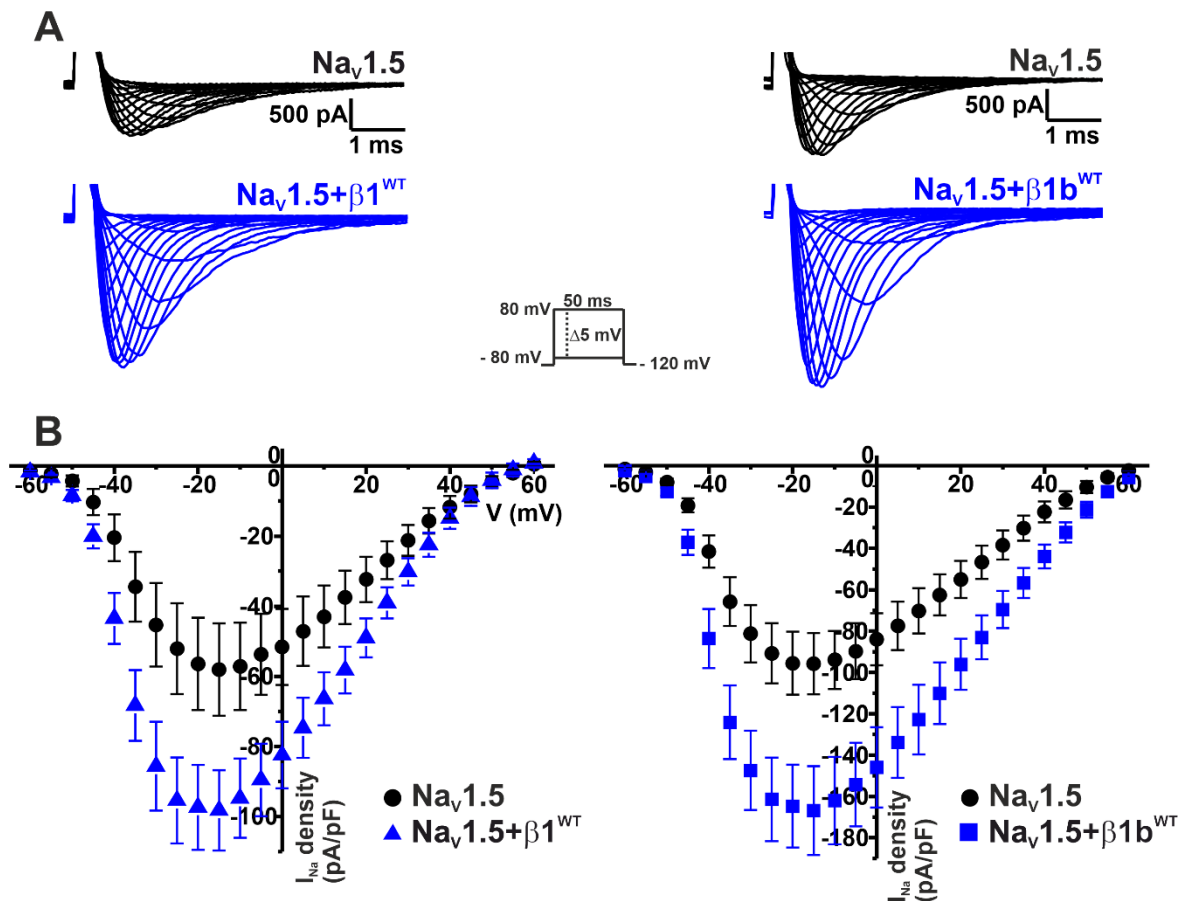 A
Naᵥ1.5
500 pA
1 ms
Naᵥ1.5+β1ᵂᵀ
Naᵥ1.5
500 pA
1 ms
Naᵥ1.5+β1bᵂᵀ
50 ms
80 mV
Δ5 mV
- 80 mV
- 120 mV
B
0
-60 -40 -20 0 20 40 60
V (mV)
-20
-40
-60
-80
-100
I_Na density
(pA/pF)
Naᵥ1.5
Naᵥ1.5+β1ᵂᵀ
0
-60 -40 -20 0 20 40 60
-20
-40
-60
-80
-100
-120
-140
-160
-180
I_Na density
(pA/pF)
Naᵥ1.5
Naᵥ1.5+β1bᵂᵀ